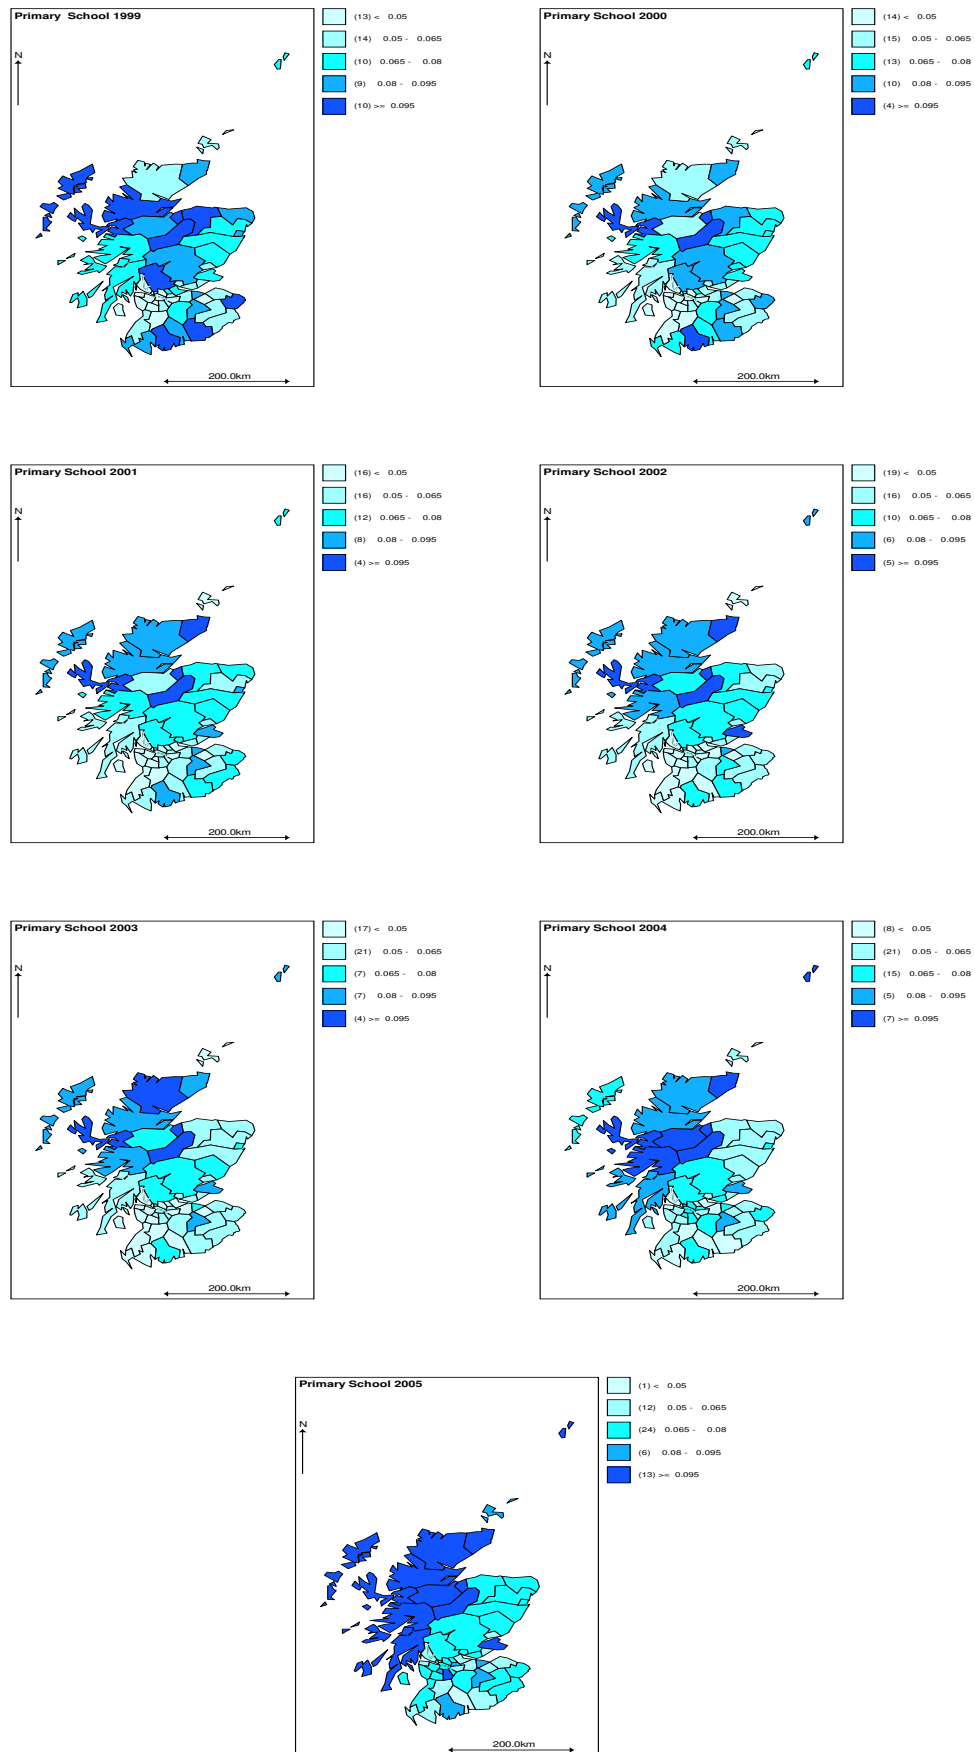 Primary School 1999
(13) < 0.05
(14) 0.05 - 0.065
(10) 0.065 - 0.08
(9) 0.08 - 0.095
(10) >= 0.095
N
200.0km
Primary School 2000
(14) < 0.05
(15) 0.05 - 0.065
(13) 0.065 - 0.08
(10) 0.08 - 0.095
(4) >= 0.095
N
200.0km
Primary School 2001
(16) < 0.05
(16) 0.05 - 0.065
(12) 0.065 - 0.08
(8) 0.08 - 0.095
(4) >= 0.095
N
200.0km
Primary School 2002
(19) < 0.05
(16) 0.05 - 0.065
(10) 0.065 - 0.08
(6) 0.08 - 0.095
(5) >= 0.095
N
200.0km
Primary School 2003
(17) < 0.05
(21) 0.05 - 0.065
(7) 0.065 - 0.08
(7) 0.08 - 0.095
(4) >= 0.095
N
200.0km
Primary School 2004
(8) < 0.05
(21) 0.05 - 0.065
(15) 0.065 - 0.08
(5) 0.08 - 0.095
(7) >= 0.095
N
200.0km
Primary School 2005
(1) < 0.05
(12) 0.05 - 0.065
(24) 0.065 - 0.08
(6) 0.08 - 0.095
(13) >= 0.095
N
200.0km